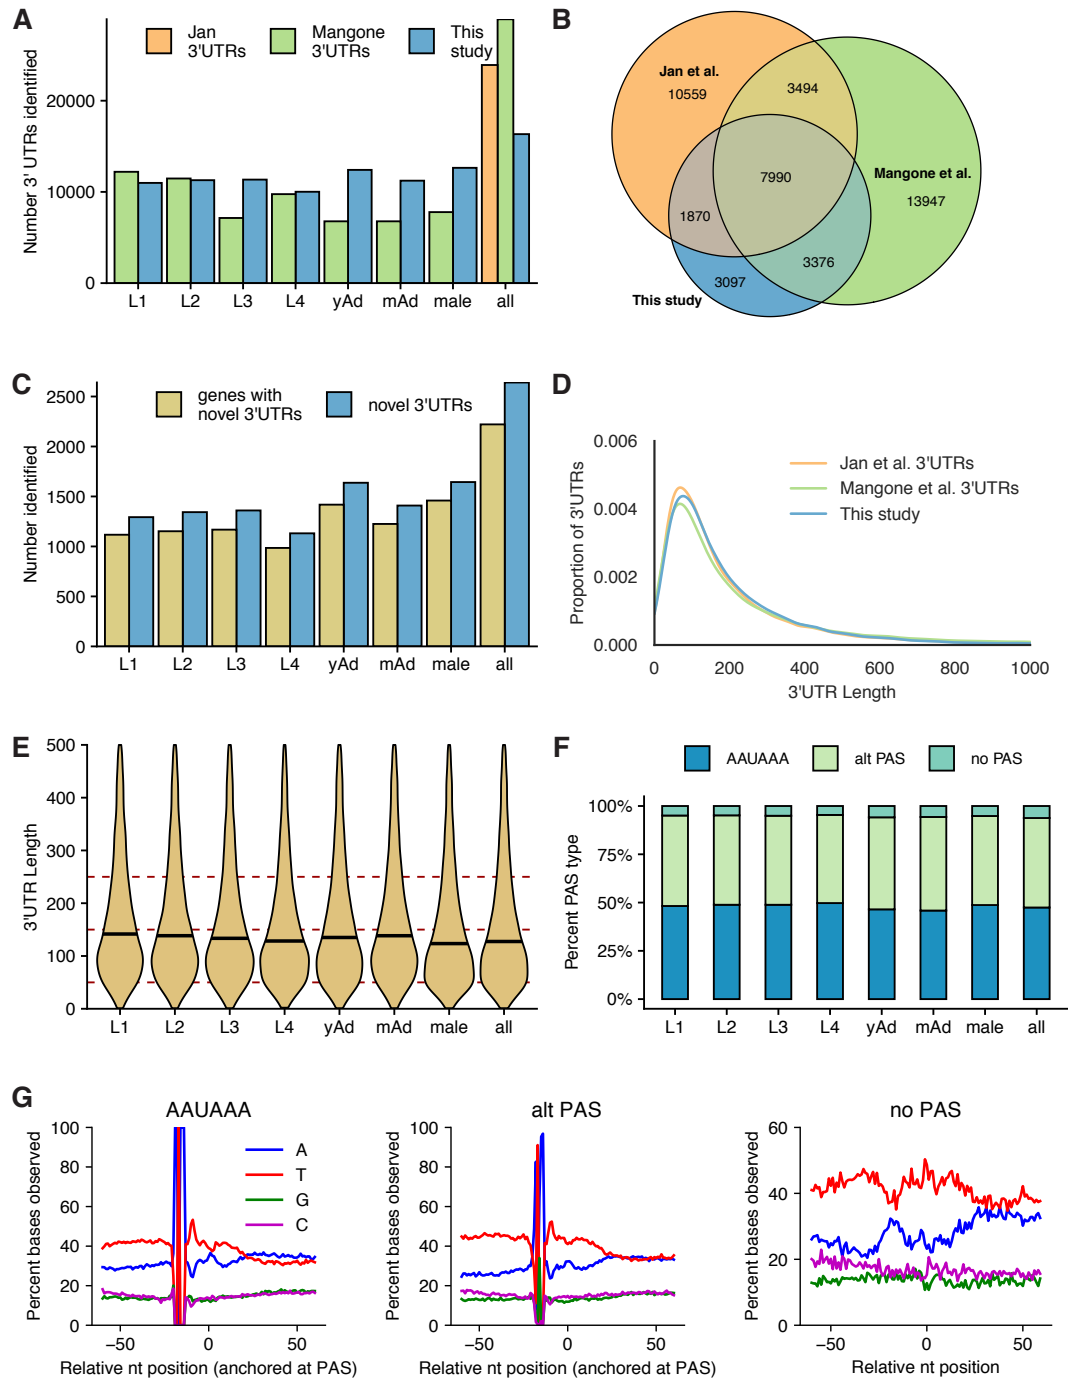 A
Jan
3'UTRs
Mangone
3'UTRs
This
study
Number 3' UTRs identified
20000
10000
0
L1
L2
L3
L4
yAd
mAd
male
all
B
Jan et al.
10559
3494
7990
Mangone et al.
13947
1870
3376
3097
This study
C
genes with
novel 3'UTRs
novel 3'UTRs
Number identified
2500
2000
1500
1000
500
0
L1
L2
L3
L4
yAd
mAd
male
all
D
Proportion of 3'UTRs
0.006
0.004
0.002
0.000
Jan et al. 3'UTRs
Mangone et al. 3'UTRs
This study
0
200
400
600
800
1000
3'UTR Length
E
3'UTR Length
500
400
300
200
100
0
L1
L2
L3
L4
yAd
mAd
male
all
F
AAUAAA
alt PAS
no PAS
Percent PAS type
100%
75%
50%
25%
0%
L1
L2
L3
L4
yAd
mAd
male
all
G
AAUAAA
Percent bases observed
100
80
60
40
20
0
A
T
G
C
−50
0
50
Relative nt position (anchored at PAS)
alt PAS
Percent bases observed
100
80
60
40
20
0
−50
0
50
Relative nt position (anchored at PAS)
no PAS
Percent bases observed
60
40
20
0
−50
0
50
Relative nt position